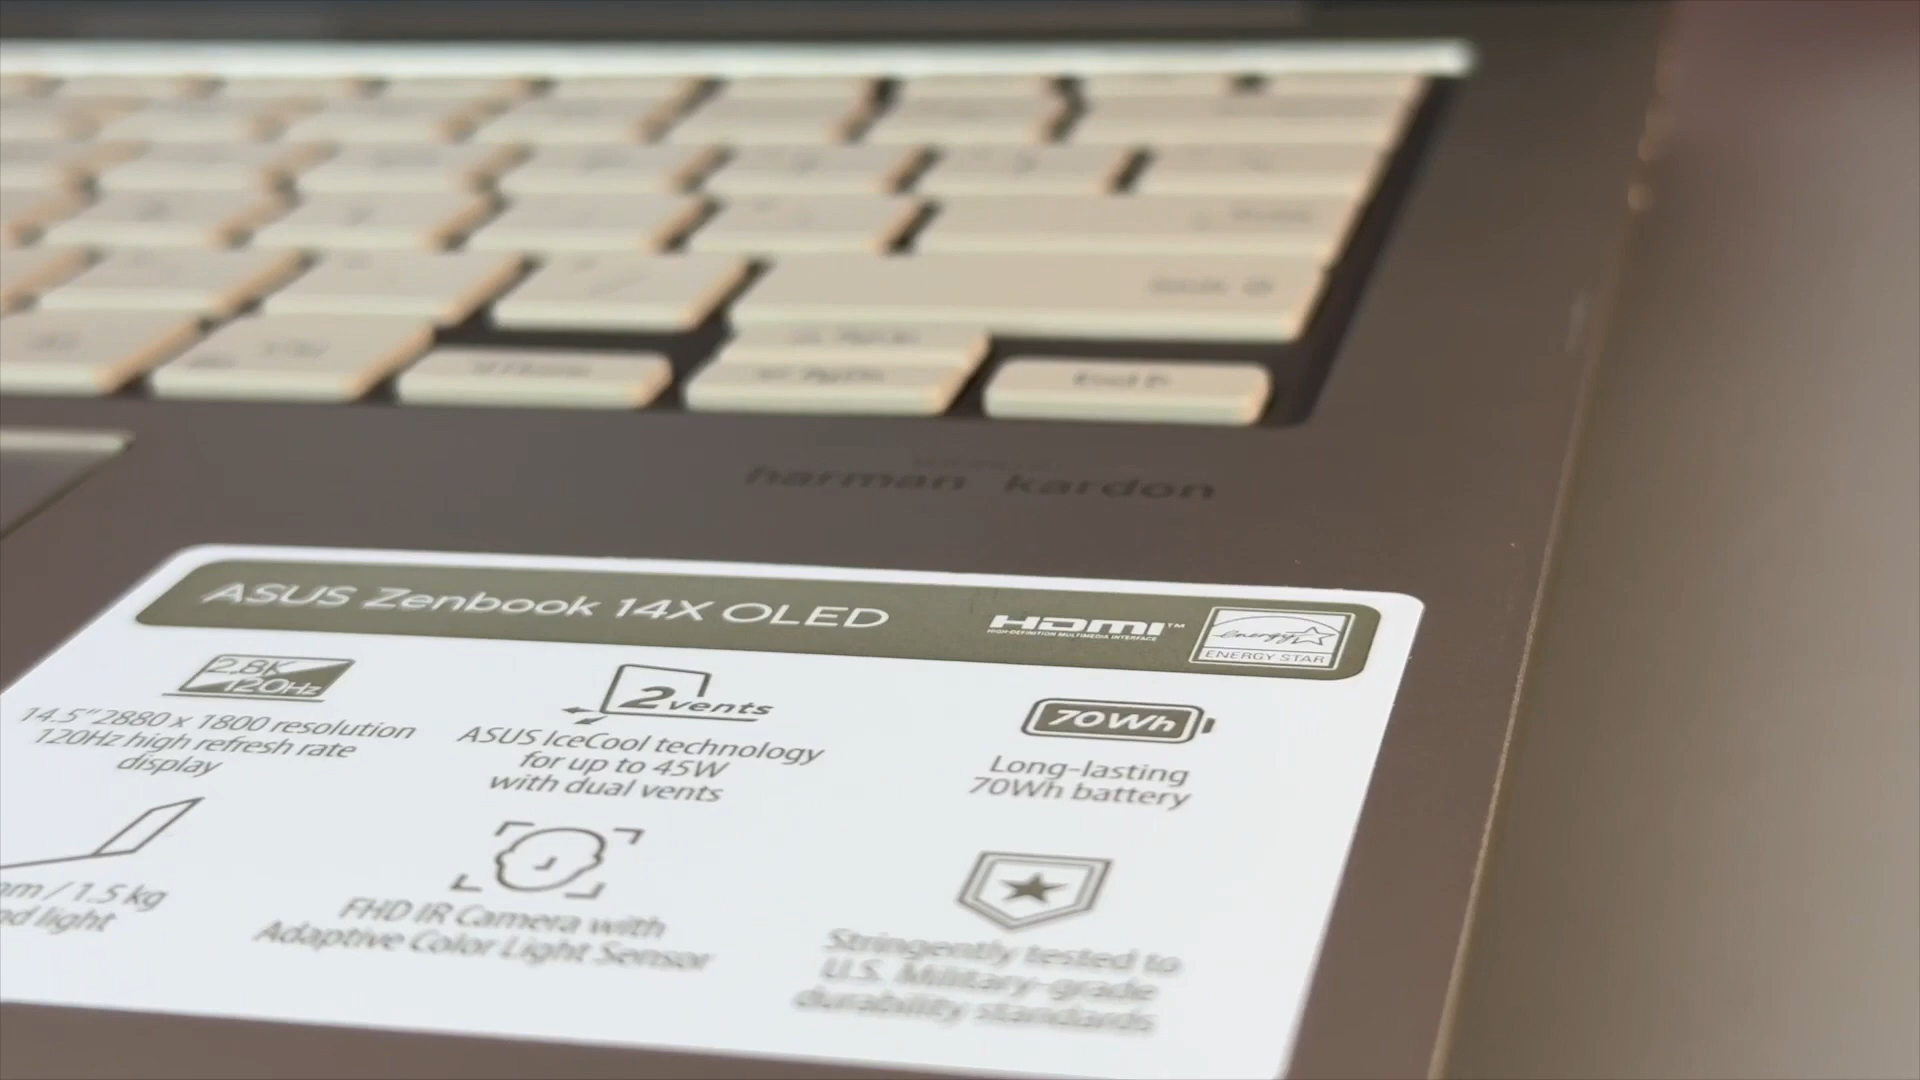 harman kardon
ASUS Zenbook 14X OLED
HDMI™
HIGH-DEFINITION MULTIMEDIA INTERFACE
energy
ENERGY STAR
2.8K
120Hz
14.5" 2880 x 1800 resolution
120Hz high refresh rate
display
2vents
ASUS IceCool technology
for up to 45W
with dual vents
70Wh
Long-lasting
70Wh battery
/ 1.5 kg
light
FHD IR Camera with
Adaptive Color Light Sensor
Stringently tested to
U.S. Military-grade
durability standards